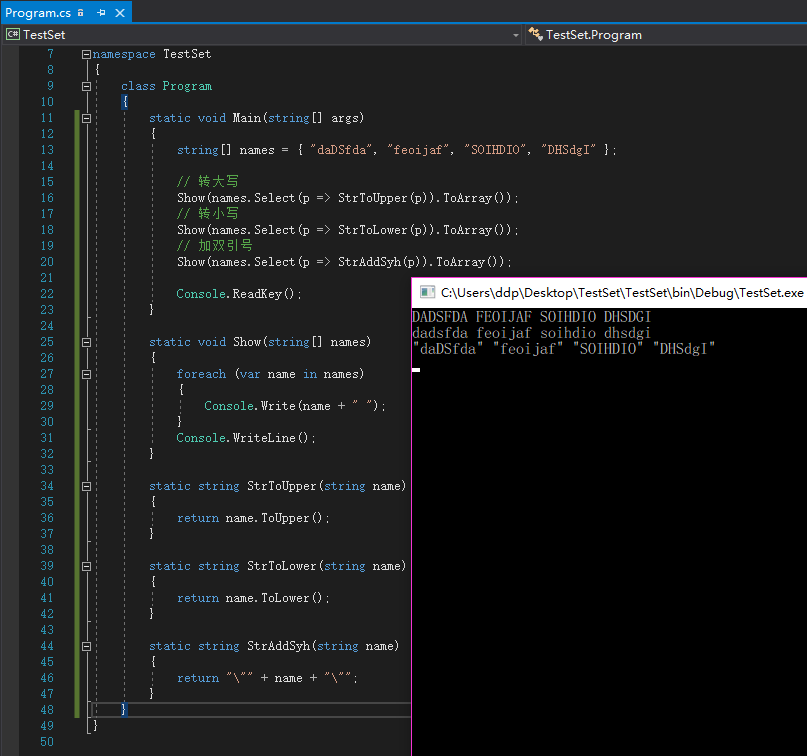 Program.cs
TestSet TestSet.Program
7 namespace TestSet
8 {
9 class Program
10 {
11 static void Main(string[] args)
12 {
13 string[] names = { "daDSfda", "feoijaf", "SOIHDIO", "DHSdgI" };
14
15 // 转大写
16 Show(names.Select(p => StrToUpper(p)).ToArray());
17 // 转小写
18 Show(names.Select(p => StrToLower(p)).ToArray());
19 // 加双引号
20 Show(names.Select(p => StrAddSyh(p)).ToArray());
21
22 Console.ReadKey();
23 }
24
25 static void Show(string[] names)
26 {
27 foreach (var name in names)
28 {
29 Console.Write(name + " ");
30 }
31 Console.WriteLine();
32 }
33
34 static string StrToUpper(string name)
35 {
36 return name.ToUpper();
37 }
38
39 static string StrToLower(string name)
40 {
41 return name.ToLower();
42 }
43
44 static string StrAddSyh(string name)
45 {
46 return "\"" + name + "\"";
47 }
48 }
49 }
50
C:\Users\ddp\Desktop\TestSet\TestSet\bin\Debug\TestSet.exe
DADSFDA FEOIJAF SOIHDIO DHSDGI
dadsfda feoijaf soihdio dhsdgi
"daDSfda" "feoijaf" "SOIHDIO" "DHSdgI"